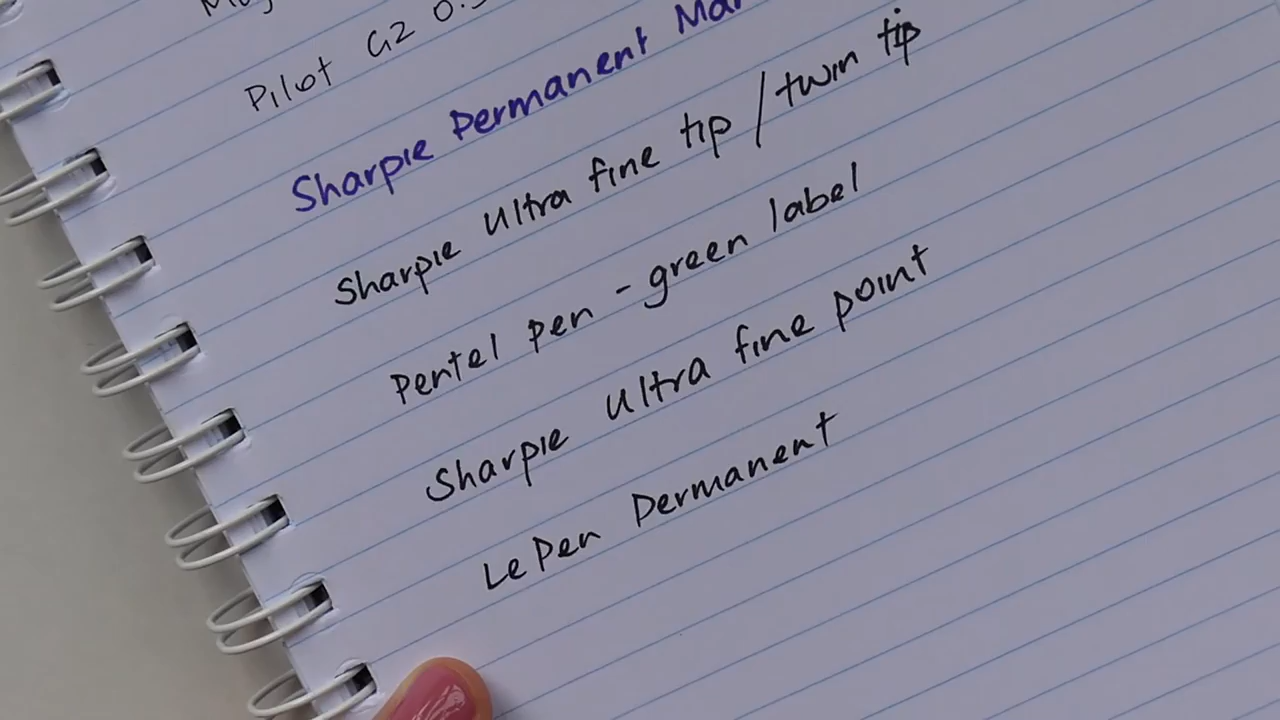 Pilot G2
Sharpie Permanent
Sharpie Ultra fine tip / twin tip
Pentel pen - green label
Sharpie Ultra fine point
Le Pen Permanent